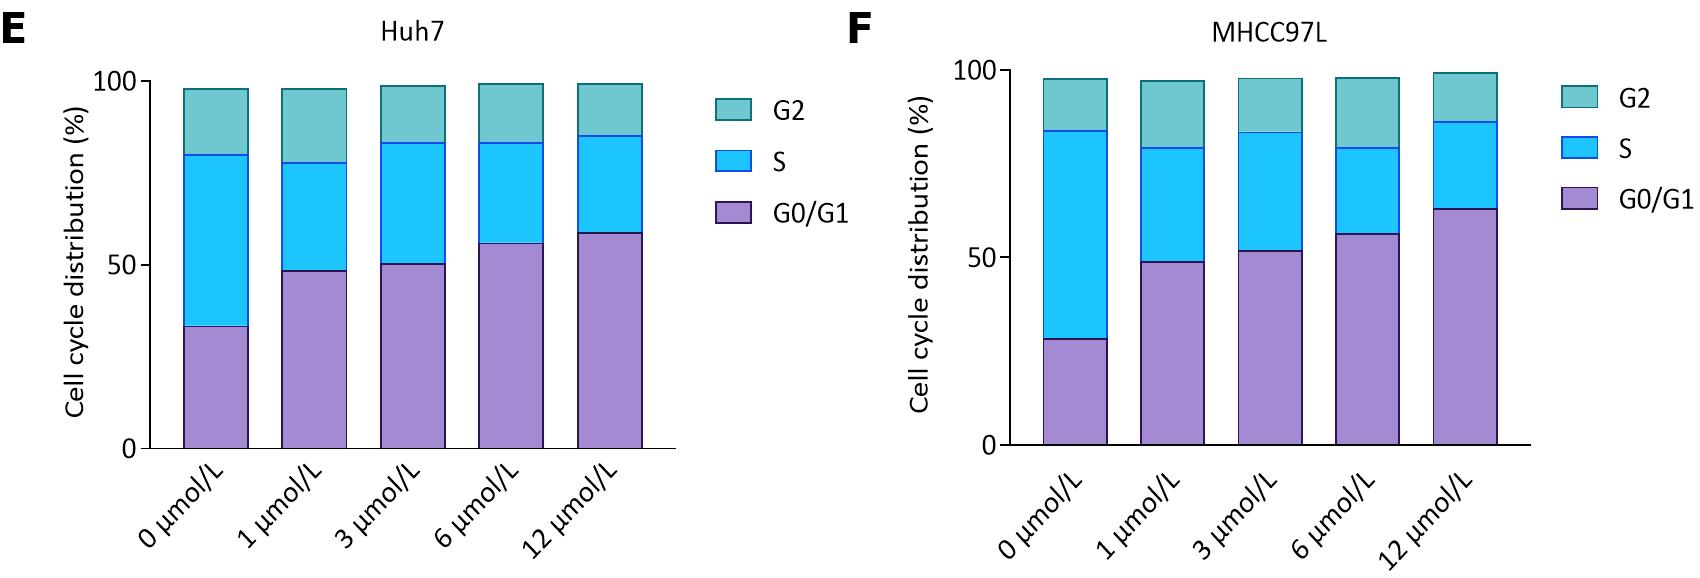 E
Huh7
Cell cycle distribution (%)
100
50
0
0 µmol/L
1 µmol/L
3 µmol/L
6 µmol/L
12 µmol/L
G2
S
G0/G1
F
MHCC97L
Cell cycle distribution (%)
100
50
0
0 µmol/L
1 µmol/L
3 µmol/L
6 µmol/L
12 µmol/L
G2
S
G0/G1